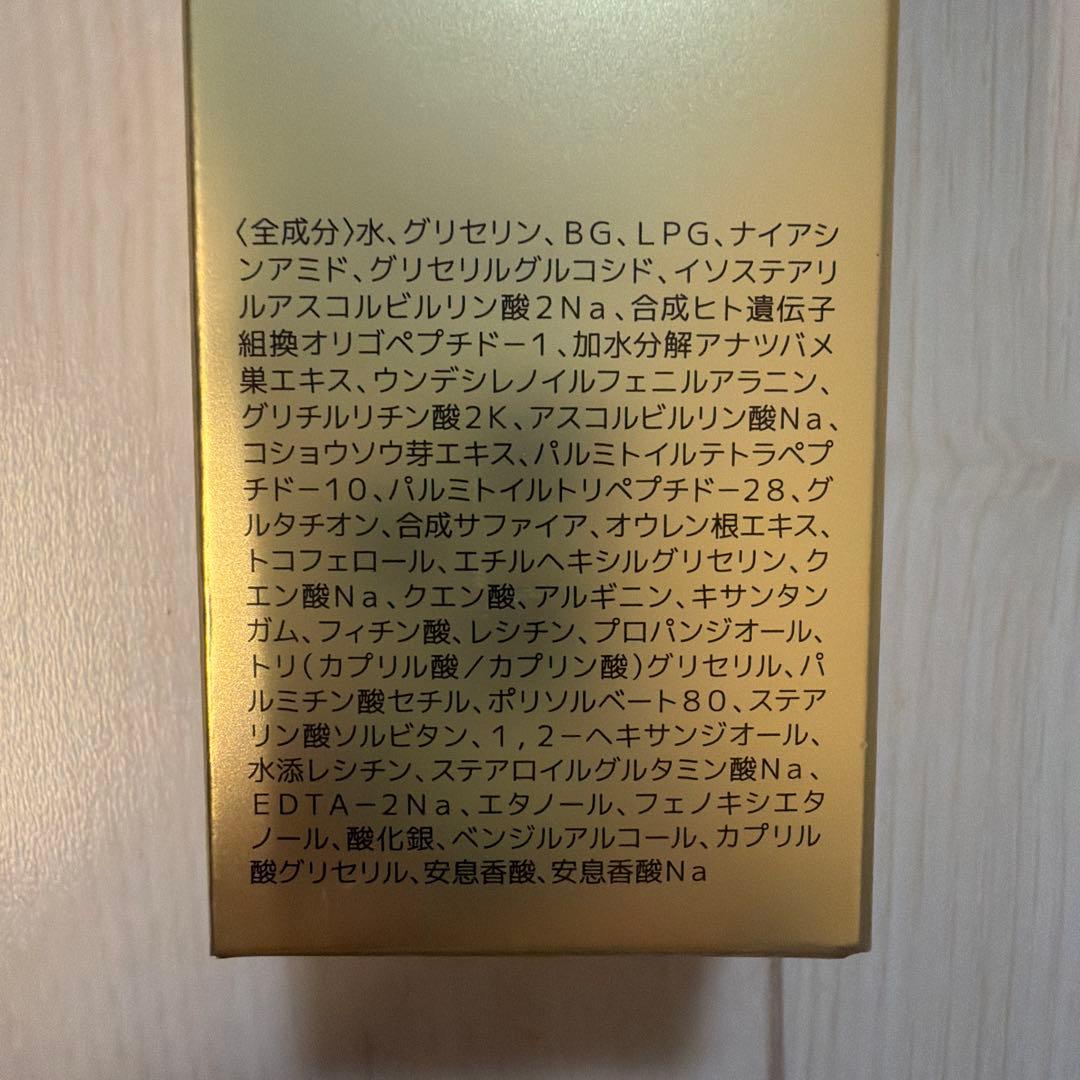 〈全成分〉水、グリセリン、BG、LPG、ナイアシ
ンアミド、グリセリルグルコシド、イソステアリ
ルアスコルビルリン酸2Na、合成ヒト遺伝子
組換オリゴペプチド－1、加水分解アナツバメ
巣エキス、ウンデシレノイルフェニルアラニン、
グリチルリチン酸2K、アスコルビルリン酸Na、
コショウソウ芽エキス、パルミトイルテトラペプ
チド－10、パルミトイルトリペプチド－28、グ
ルタチオン、合成サファイア、オウレン根エキス、
トコフェロール、エチルヘキシルグリセリン、ク
エン酸Na、クエン酸、アルギニン、キサンタン
ガム、フィチン酸、レシチン、プロパンジオール、
トリ(カプリル酸／カプリン酸)グリセリル、パ
ルミチン酸セチル、ポリソルベート80、ステア
リン酸ソルビタン、1,2－ヘキサンジオール、
水添レシチン、ステアロイルグルタミン酸Na、
EDTA－2Na、エタノール、フェノキシエタ
ノール、酸化銀、ベンジルアルコール、カプリル
酸グリセリル、安息香酸、安息香酸Na